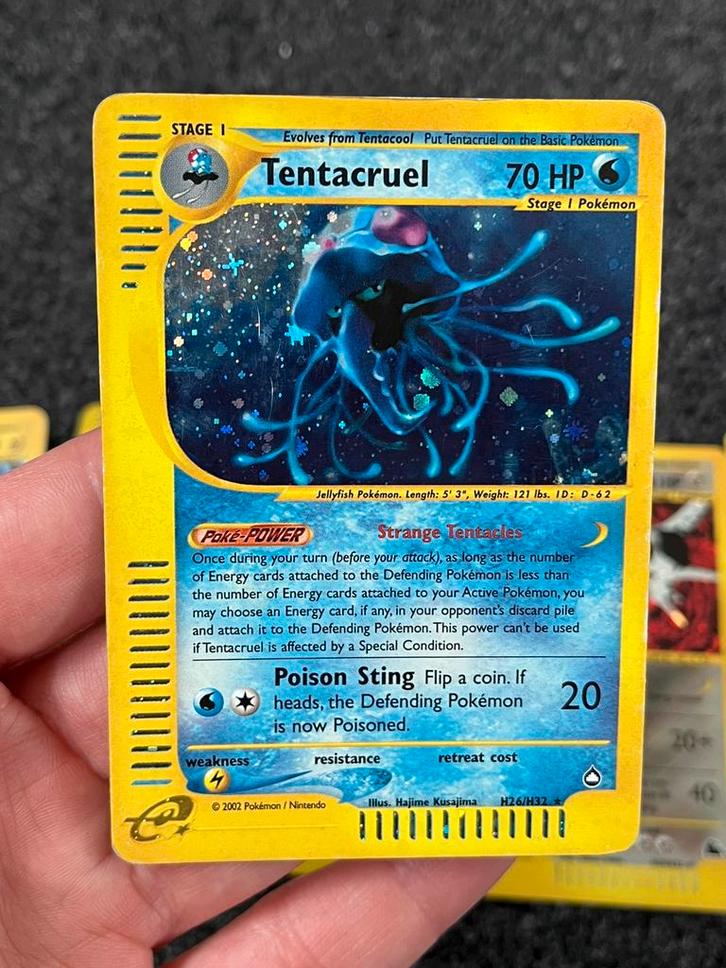 STAGE 1
Evolves from Tentacool Put Tentacruel on the Basic Pokémon
Tentacruel 70 HP
Stage 1 Pokémon
Jellyfish Pokémon. Length: 5' 3", Weight: 121 lbs. ID: D-62
Poké-POWER Strange Tentacles
Once during your turn (before your attack), as long as the number
of Energy cards attached to the Defending Pokémon is less than
the number of Energy cards attached to your Active Pokémon, you
may choose an Energy card, if any, in your opponent's discard pile
and attach it to the Defending Pokémon. This power can't be used
if Tentacruel is affected by a Special Condition.
Poison Sting Flip a coin. If
heads, the Defending Pokémon 20
is now Poisoned.
weakness resistance retreat cost
© 2002 Pokémon / Nintendo
Illus. Hajime Kusajima H26/H32 ★
e
20+
40